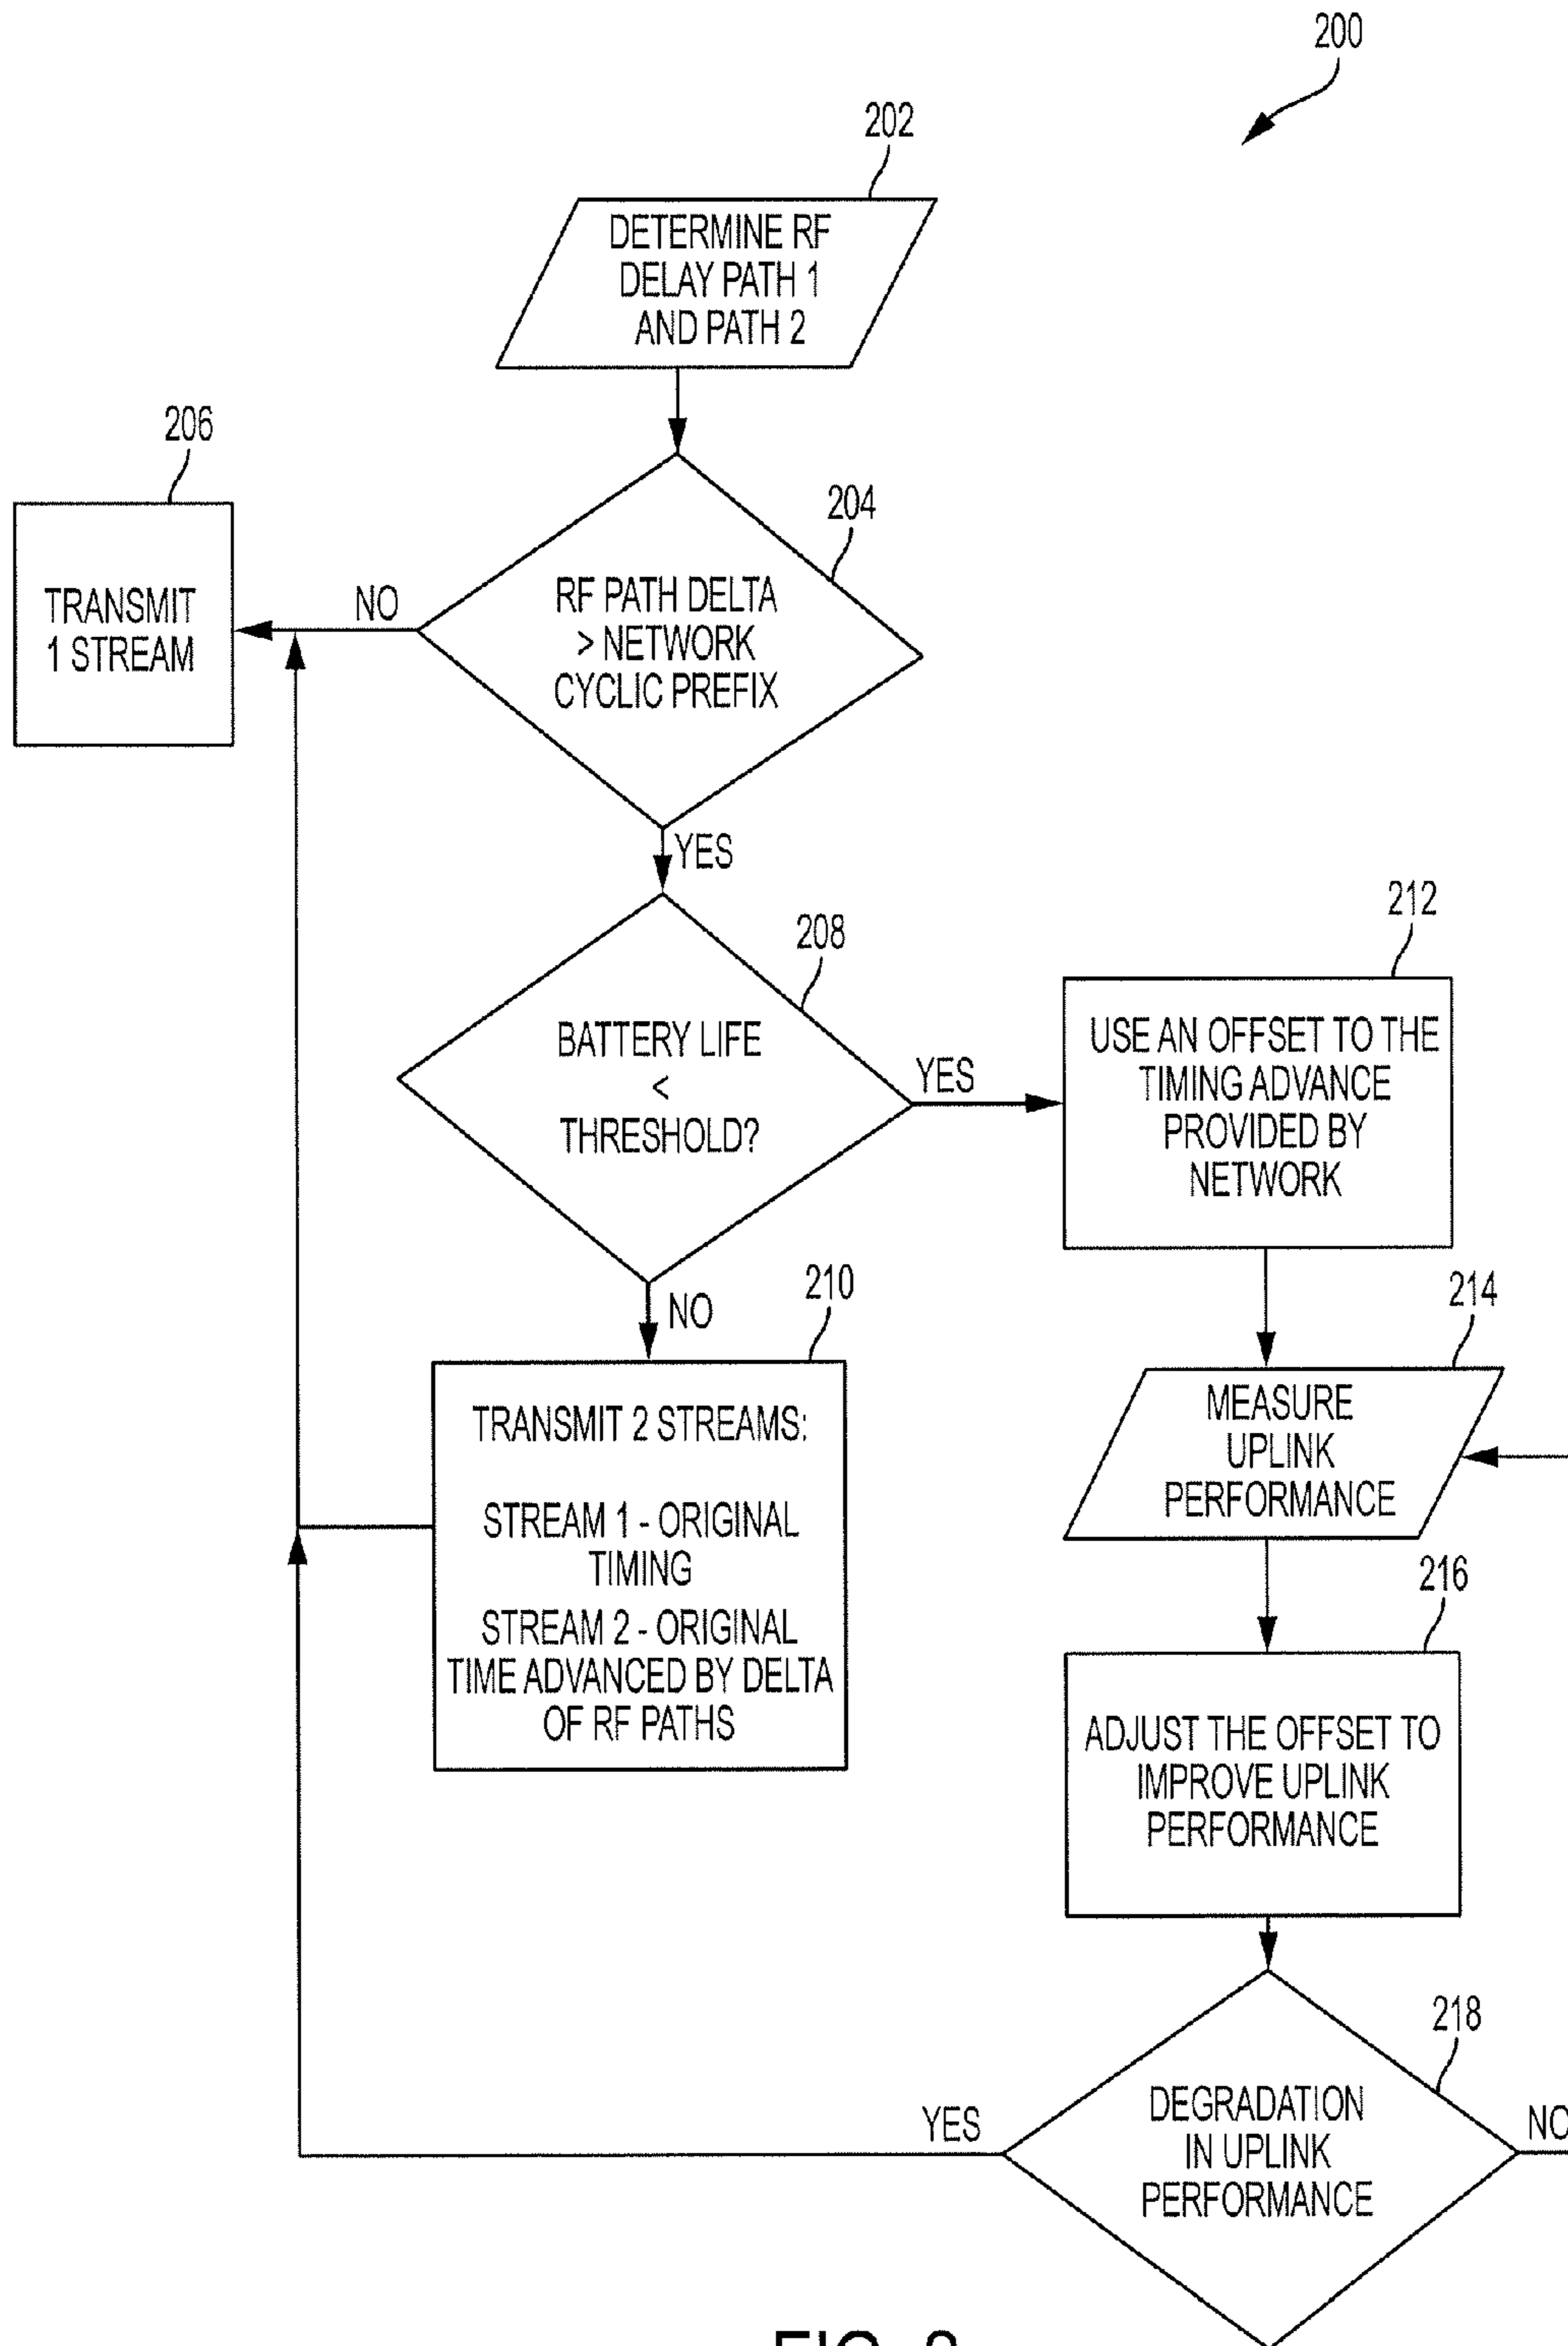 200
202
DETERMINE RF
DELAY PATH 1
AND PATH 2
206
TRANSMIT
1 STREAM
NO
204
RF PATH DELTA
> NETWORK
CYCLIC PREFIX
YES
208
BATTERY LIFE
<
THRESHOLD?
YES
212
USE AN OFFSET TO THE
TIMING ADVANCE
PROVIDED BY
NETWORK
NO
210
TRANSMIT 2 STREAMS:
STREAM 1 - ORIGINAL
TIMING
STREAM 2 - ORIGINAL
TIME ADVANCED BY DELTA
OF RF PATHS
214
MEASURE
UPLINK
PERFORMANCE
216
ADJUST THE OFFSET TO
IMPROVE UPLINK
PERFORMANCE
218
DEGRADATION
IN UPLINK
PERFORMANCE
YES
NO
FIG.